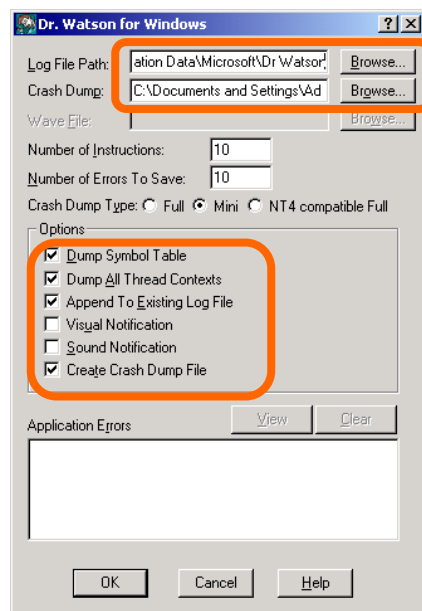 Dr. Watson for Windows
Log File Path: ation Data\Microsoft\Dr Watson Browse...
Crash Dump: C:\Documents and Settings\Ad Browse...
Wave File: Browse...
Number of Instructions: 10
Number of Errors To Save: 10
Crash Dump Type: Full Mini NT4 compatible Full
Options
Dump Symbol Table
Dump All Thread Contexts
Append To Existing Log File
Visual Notification
Sound Notification
Create Crash Dump File
Application Errors View Clear
OK Cancel Help